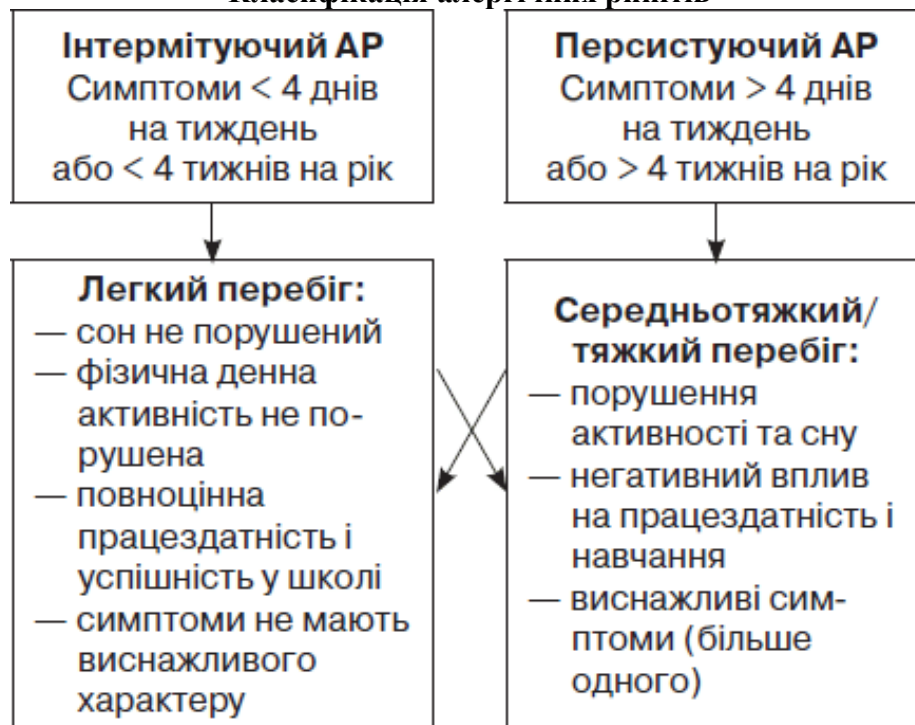 Класифікація алергічних ринітів
Інтермітуючий АР
Симптоми < 4 днів
на тиждень
або < 4 тижнів на рік
Персистуючий АР
Симптоми > 4 днів
на тиждень
або > 4 тижнів на рік
Легкий перебіг:
— сон не порушений
— фізична денна
активність не по-
рушена
— повноцінна
працездатність і
успішність у школі
— симптоми не мають
виснажливого
характеру
Середньотяжкий/
тяжкий перебіг:
— порушення
активності та сну
— негативний вплив
на працездатність і
навчання
— виснажливі сим-
птоми (більше
одного)